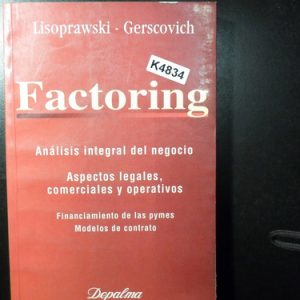 Lisoprawski - Gerscovich
K4834
Factoring
Análisis integral del negocio
Aspectos legales,
comerciales y operativos
Financiamiento de las pymes
Modelos de contrato
Depalma